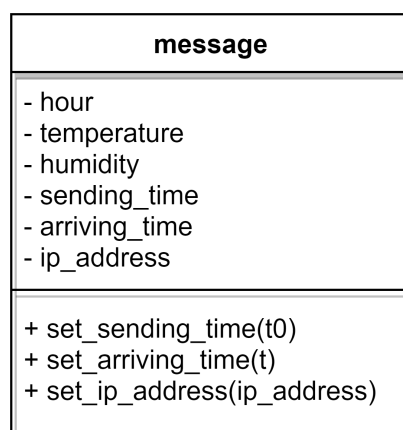 message
- hour
- temperature
- humidity
- sending_time
- arriving_time
- ip_address
+ set_sending_time(t0)
+ set_arriving_time(t)
+ set_ip_address(ip_address)